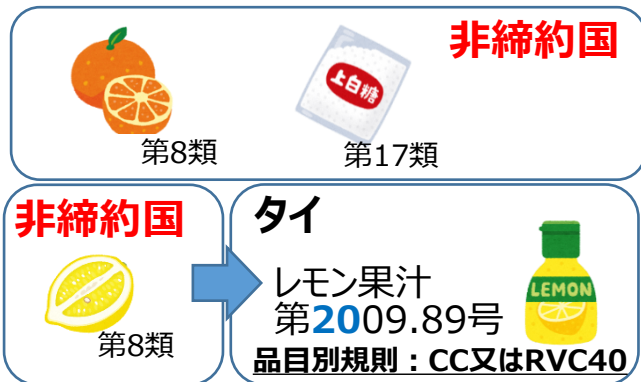 非締約国
上白糖
第8類
第17類
非締約国
第8類
タイ
レモン果汁
第2009.89号
LEMON
品目別規則：CC又はRVC40